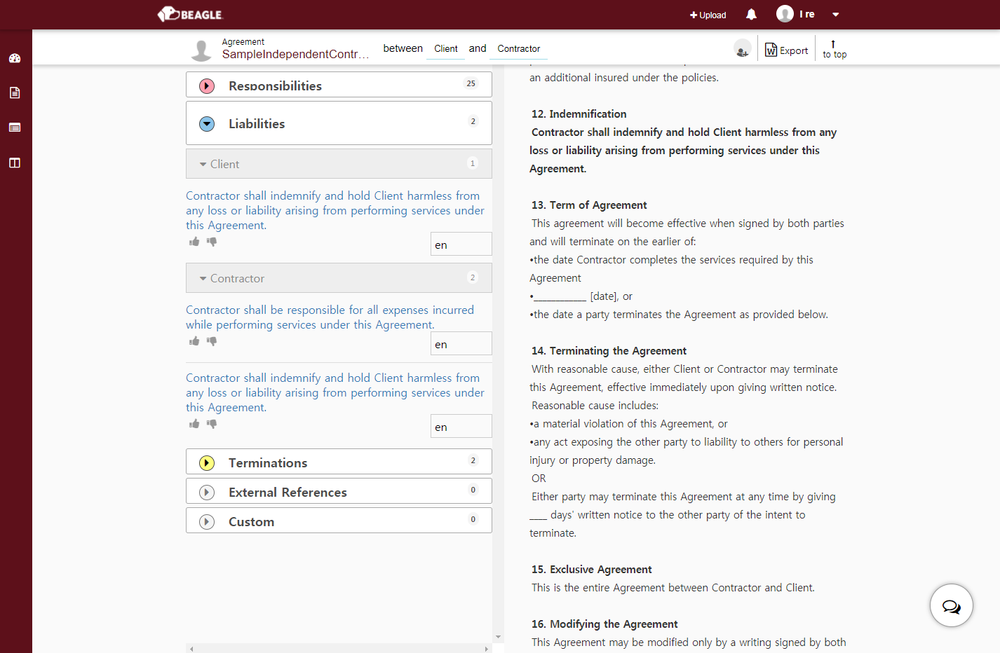 BEAGLE
Upload
I re
Agreement
SampleIndependentContr...
between Client and Contractor
Export
to top
Responsibilities 25
Liabilities 2
Client 1
Contractor shall indemnify and hold Client harmless from
any loss or liability arising from performing services under
this Agreement.
en
Contractor 2
Contractor shall be responsible for all expenses incurred
while performing services under this Agreement.
en
Contractor shall indemnify and hold Client harmless from
any loss or liability arising from performing services under
this Agreement.
en
Terminations 2
External References 0
Custom 0
an additional insured under the policies.
12. Indemnification
Contractor shall indemnify and hold Client harmless from any
loss or liability arising from performing services under this
Agreement.
13. Term of Agreement
This agreement will become effective when signed by both parties
and will terminate on the earlier of:
•the date Contractor completes the services required by this
Agreement
•____________ [date], or
•the date a party terminates the Agreement as provided below.
14. Terminating the Agreement
With reasonable cause, either Client or Contractor may terminate
this Agreement, effective immediately upon giving written notice.
Reasonable cause includes:
•a material violation of this Agreement, or
•any act exposing the other party to liability to others for personal
injury or property damage.
OR
Either party may terminate this Agreement at any time by giving
____ days' written notice to the other party of the intent to
terminate.
15. Exclusive Agreement
This is the entire Agreement between Contractor and Client.
16. Modifying the Agreement
This Agreement may be modified only by a writing signed by both